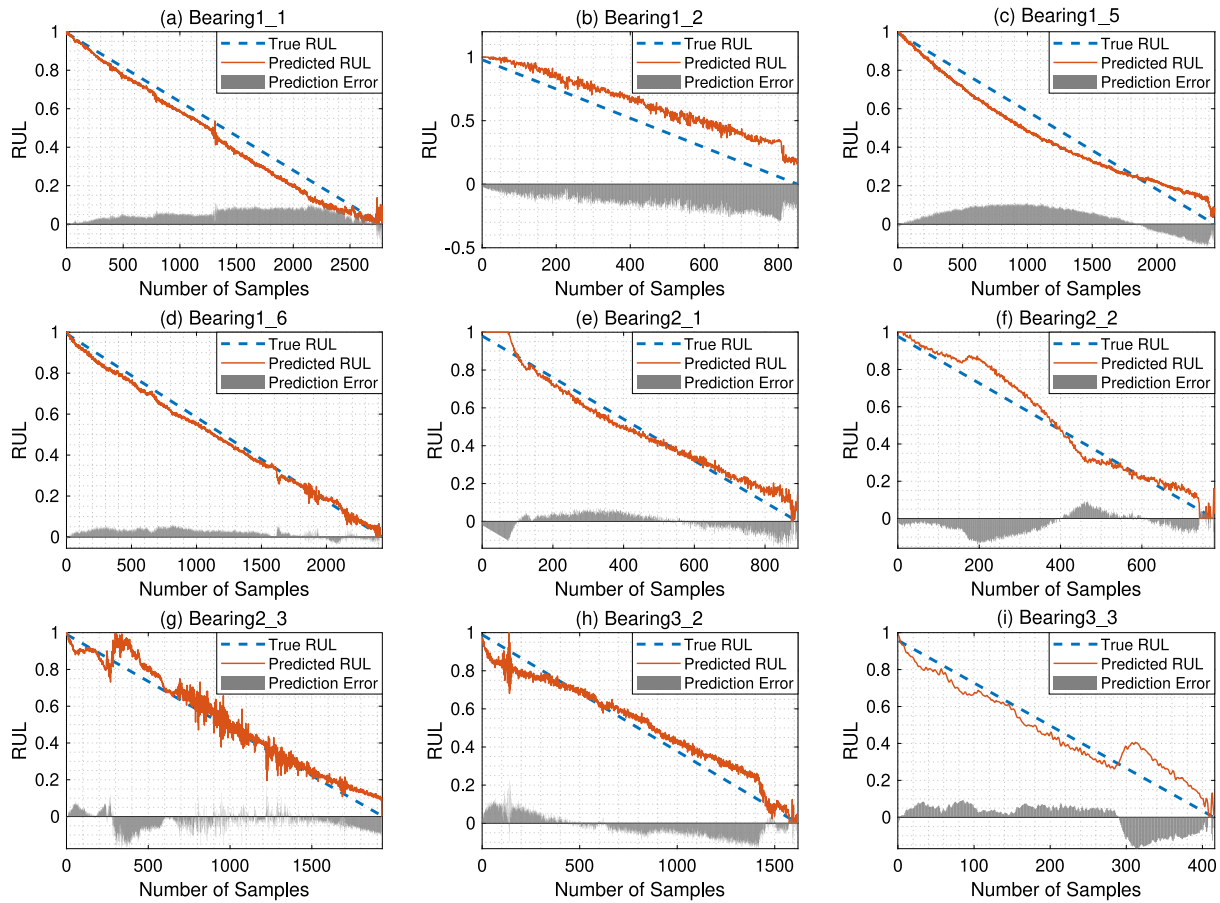 (a) Bearing1_1
True RUL
Predicted RUL
Prediction Error
RUL
1
0.8
0.6
0.4
0.2
0
0 500 1000 1500 2000 2500
Number of Samples
(b) Bearing1_2
True RUL
Predicted RUL
Prediction Error
RUL
1
0.5
0
-0.5
0 200 400 600 800
Number of Samples
(c) Bearing1_5
True RUL
Predicted RUL
Prediction Error
RUL
1
0.8
0.6
0.4
0.2
0
0 500 1000 2000
Number of Samples
(d) Bearing1_6
True RUL
Predicted RUL
Prediction Error
RUL
1
0.8
0.6
0.4
0.2
0
0 500 1000 1500 2000
Number of Samples
(e) Bearing2_1
True RUL
Predicted RUL
Prediction Error
RUL
1
0.8
0.6
0.4
0.2
0
0 200 400 600 800
Number of Samples
(f) Bearing2_2
True RUL
Predicted RUL
Prediction Error
RUL
1
0.8
0.6
0.4
0.2
0
0 200 400 600
Number of Samples
(g) Bearing2_3
True RUL
Predicted RUL
Prediction Error
RUL
1
0.8
0.6
0.4
0.2
0
0 500 1000 1500
Number of Samples
(h) Bearing3_2
True RUL
Predicted RUL
Prediction Error
RUL
1
0.8
0.6
0.4
0.2
0
0 500 1000 1500
Number of Samples
(i) Bearing3_3
True RUL
Predicted RUL
Prediction Error
RUL
1
0.8
0.6
0.4
0.2
0
0 100 200 300 400
Number of Samples